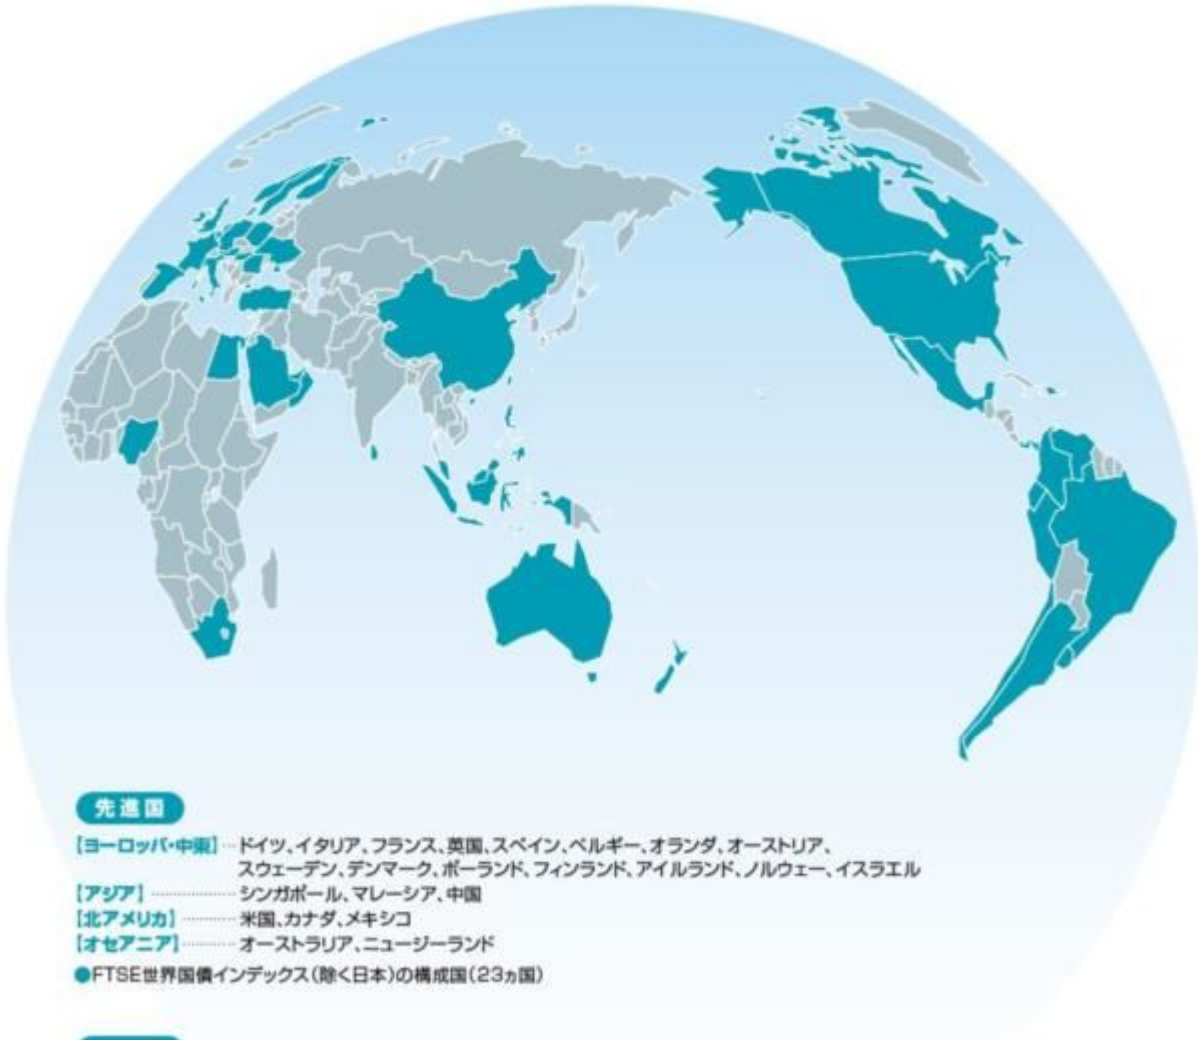 先進国
【ヨーロッパ・中東】…ドイツ、イタリア、フランス、英国、スペイン、ベルギー、オランダ、オーストリア、
スウェーデン、デンマーク、ポーランド、フィンランド、アイルランド、ノルウェー、イスラエル
【アジア】…………シンガポール、マレーシア、中国
【北アメリカ】………米国、カナダ、メキシコ
【オセアニア】………オーストラリア、ニュージーランド
●FTSE世界国債インデックス(除く日本)の構成国(23ヵ国)